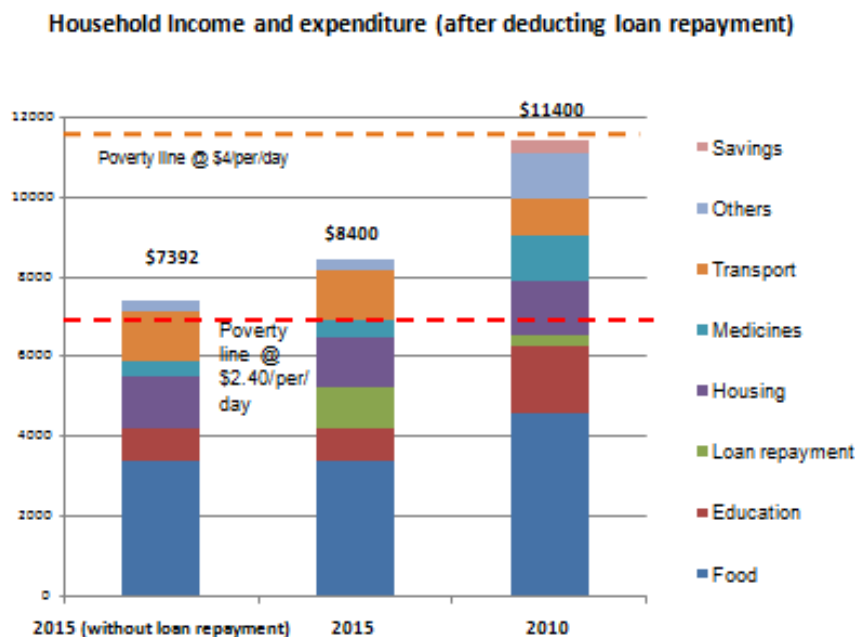 Household Income and expenditure (after deducting loan repayment)
12000
10000
8000
6000
4000
2000
0
$11400
Poverty line @ $4/per/day
$7392
$8400
Poverty
line @
$2.40/per/
day
2015 (without loan repayment)
2015
2010
Savings
Others
Transport
Medicines
Housing
Loan repayment
Education
Food